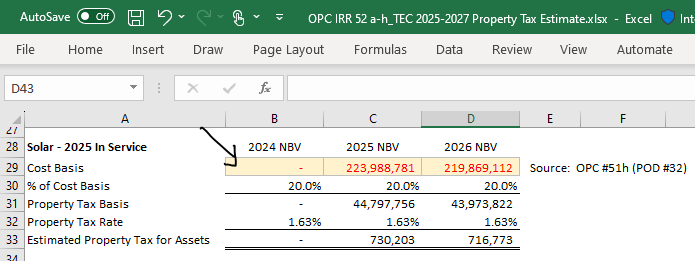 AutoSave Off OPC IRR 52 a-h_TEC 2025-2027 Property Tax Estimate.xlsx - Excel
File Home Insert Draw Page Layout Formulas Data Review View Automate
D43 fx
A B C D E F
27
28 Solar - 2025 In Service 2024 NBV 2025 NBV 2026 NBV
29 Cost Basis - 223,988,781 219,869,112 Source: OPC #51h (POD #32)
30 % of Cost Basis 20.0% 20.0% 20.0%
31 Property Tax Basis - 44,797,756 43,973,822
32 Property Tax Rate 1.63% 1.63% 1.63%
33 Estimated Property Tax for Assets - 730,203 716,773